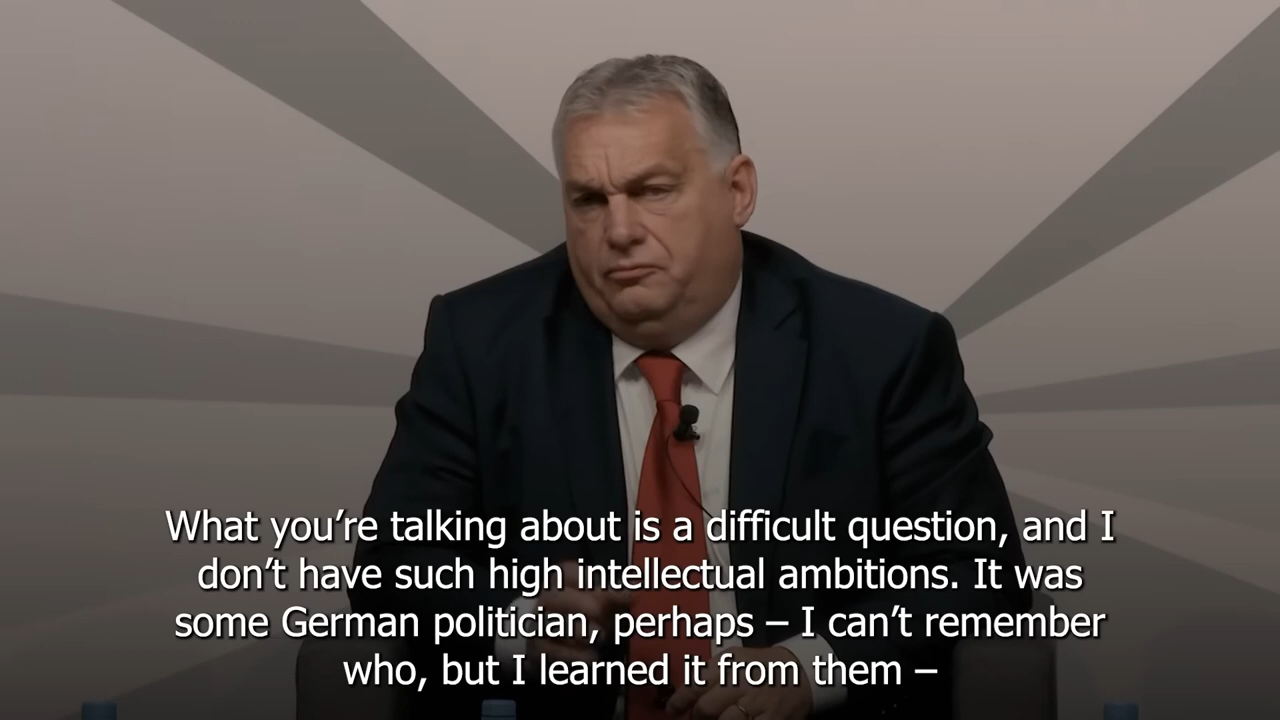 What you’re talking about is a difficult question, and I
don’t have such high intellectual ambitions. It was
some German politician, perhaps – I can’t remember
who, but I learned it from them –